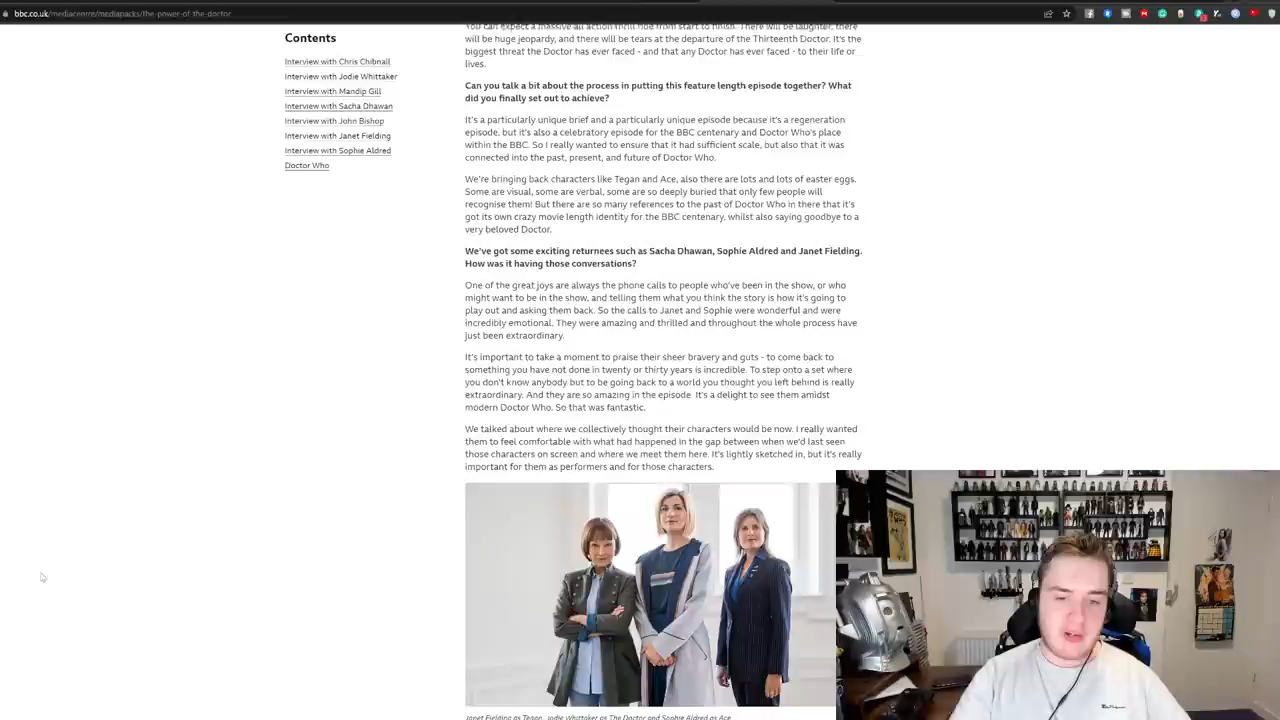 bbc.co.uk/mediacentre/mediapacks/the-power-of-the-doctor
Contents
Interview with Chris Chibnall
Interview with Jodie Whittaker
Interview with Mandip Gill
Interview with Sacha Dhawan
Interview with John Bishop
Interview with Janet Fielding
Interview with Sophie Aldred
Doctor Who
You can expect a massive all action thrill ride from start to finish. There will be laughter, there
will be huge jeopardy, and there will be tears at the departure of the Thirteenth Doctor. It's the
biggest threat the Doctor has ever faced - and that any Doctor has ever faced - to their life or
lives.
Can you talk a bit about the process in putting this feature length episode together? What
did you finally set out to achieve?
It's a particularly unique brief and a particularly unique episode because it's a regeneration
episode, but it's also a celebratory episode for the BBC centenary and Doctor Who's place
within the BBC. So I really wanted to ensure that it had sufficient scale, but also that it was
connected into the past, present, and future of Doctor Who.
We're bringing back characters like Tegan and Ace, also there are lots and lots of easter eggs.
Some are visual, some are verbal, some are so deeply buried that only few people will
recognise them! But there are so many references to the past of Doctor Who in there that it's
got its own crazy movie length identity for the BBC centenary, whilst also saying goodbye to a
very beloved Doctor.
We've got some exciting returnees such as Sacha Dhawan, Sophie Aldred and Janet Fielding.
How was it having those conversations?
One of the great joys are always the phone calls to people who've been in the show, or who
might want to be in the show, and telling them what you think the story is how it's going to
play out and asking them back. So the calls to Janet and Sophie were wonderful and were
incredibly emotional. They were amazing and thrilled and throughout the whole process have
just been extraordinary.
It's important to take a moment to praise their sheer bravery and guts - to come back to
something you have not done in twenty or thirty years is incredible. To step onto a set where
you don't know anybody but to be going back to a world you thought you left behind is really
extraordinary. And they are so amazing in the episode. It's a delight to see them amidst
modern Doctor Who. So that was fantastic.
We talked about where we collectively thought their characters would be now. I really wanted
them to feel comfortable with what had happened in the gap between when we'd last seen
those characters on screen and where we meet them here. It's lightly sketched in, but it's really
important for them as performers and for those characters.
Janet Fielding as Tegan, Jodie Whittaker as The Doctor and Sophie Aldred as Ace